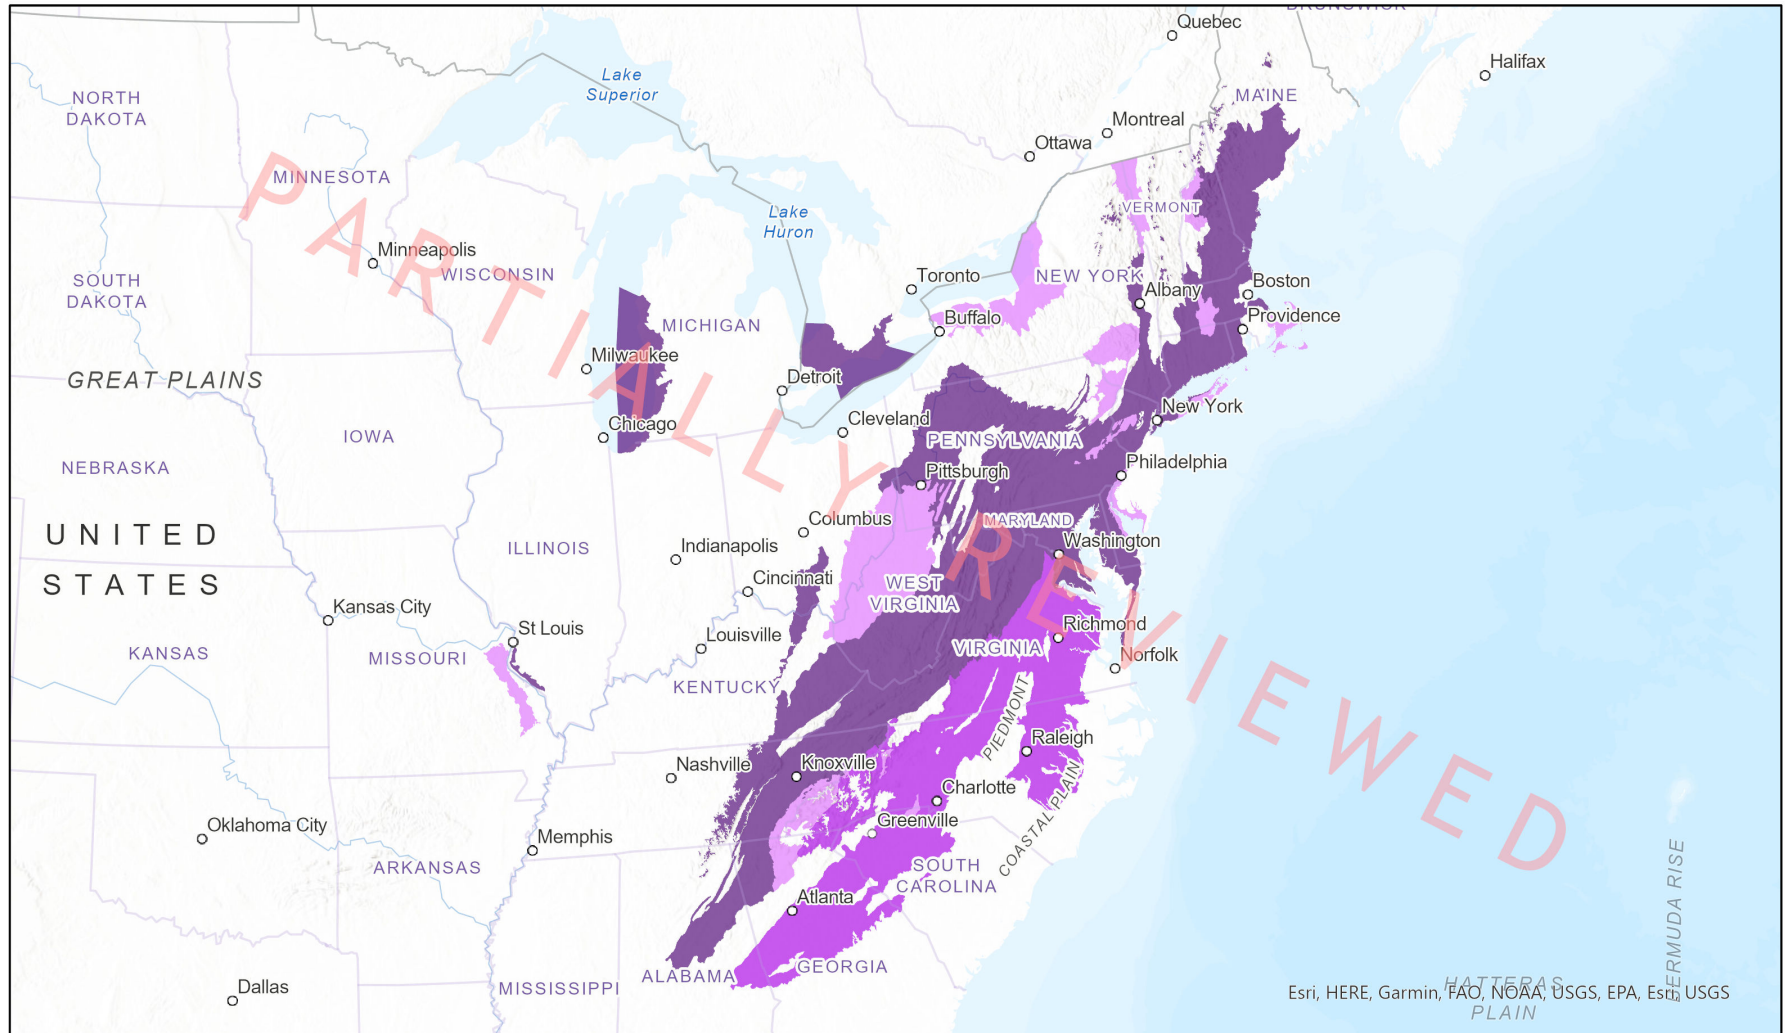 BRUNSWICK
Quebec
Halifax
Lake
Superior
NORTH
DAKOTA
MAINE
Montreal
Ottawa
MINNESOTA
VERMONT
Lake
Huron
Minneapolis
WISCONSIN
SOUTH
DAKOTA
Toronto
NEW YORK
Albany
Boston
Buffalo
Providence
MICHIGAN
Milwaukee
GREAT PLAINS
Detroit
New York
Cleveland
Chicago
IOWA
PENNSYLVANIA
NEBRASKA
Pittsburgh
Philadelphia
UNITED
STATES
Columbus
MARYLAND
Washington
ILLINOIS
Indianapolis
Cincinnati
WEST
VIRGINIA
Kansas City
St Louis
Louisville
Richmond
KANSAS
MISSOURI
VIRGINIA
Norfolk
KENTUCKY
PIEDMONT
Raleigh
Nashville
Knoxville
Charlotte
COASTAL PLAIN
Oklahoma City
Memphis
Greenville
ARKANSAS
SOUTH
CAROLINA
Atlanta
BERMUDA RISE
ALABAMA
GEORGIA
Dallas
MISSISSIPPI
HATTERAS
PLAIN
Esri, HERE, Garmin, FAO, NOAA, USGS, EPA, Esri, USGS
PARTIALLY REVIEWED